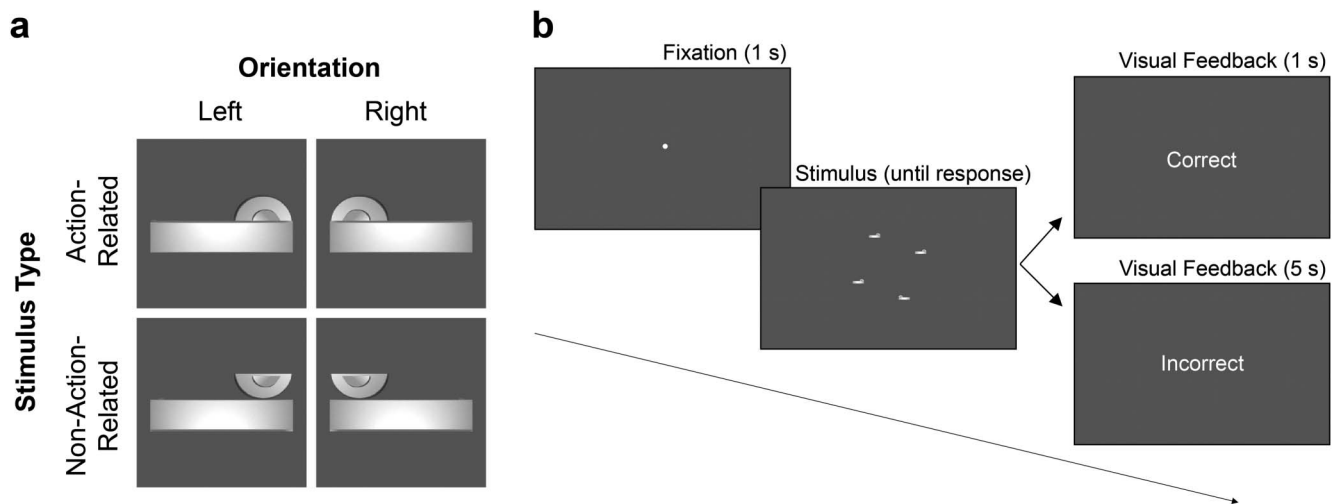 a
Orientation
Left
Right
Stimulus Type
Action-
Related
Non-Action-
Related
b
Fixation (1 s)
Stimulus (until response)
Visual Feedback (1 s)
Correct
Visual Feedback (5 s)
Incorrect